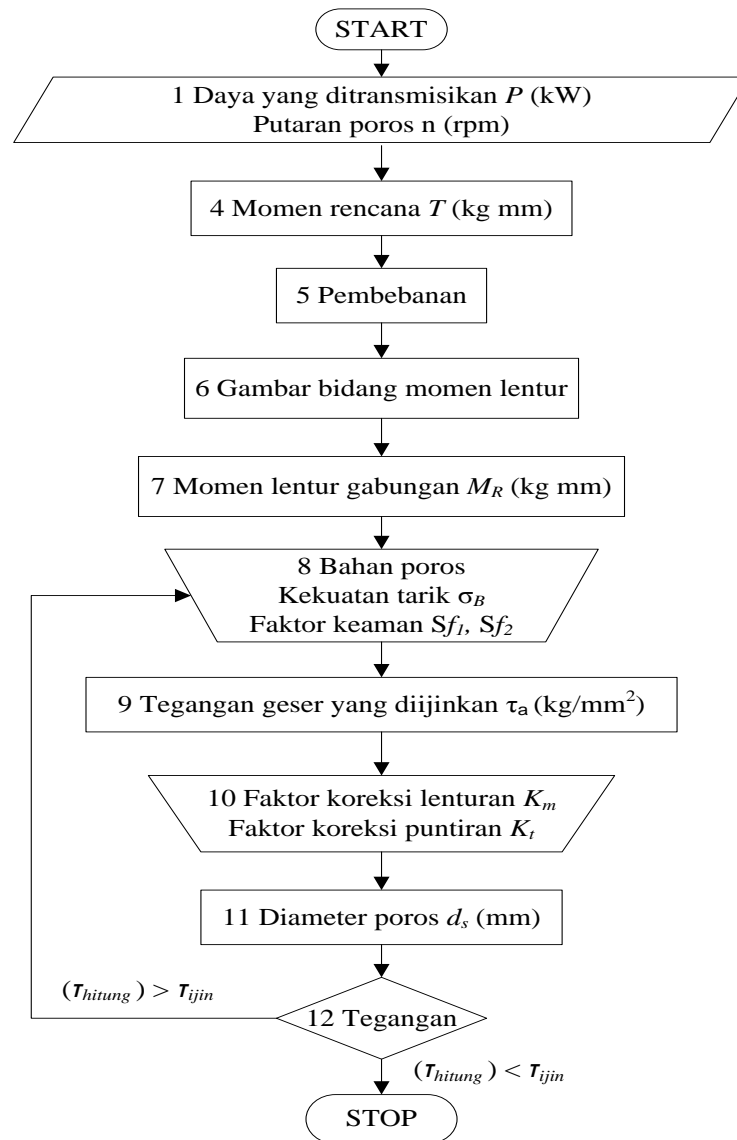 START
1 Daya yang ditransmisikan P (kW)
Putaran poros n (rpm)
4 Momen rencana T (kg mm)
5 Pembebanan
6 Gambar bidang momen lentur
7 Momen lentur gabungan M_R (kg mm)
8 Bahan poros
Kekuatan tarik σ_B
Faktor keaman Sf_1, Sf_2
9 Tegangan geser yang diijinkan τ_a (kg/mm²)
10 Faktor koreksi lenturan K_m
Faktor koreksi puntiran K_t
11 Diameter poros d_s (mm)
(τ_hitung) > τ_ijin
12 Tegangan
(τ_hitung) < τ_ijin
STOP